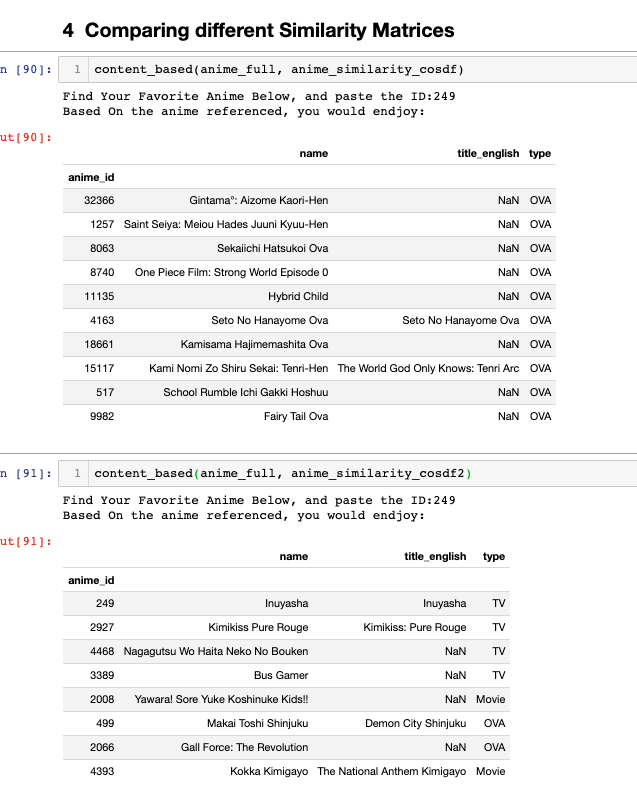 4 Comparing different Similarity Matrices
n [90]: 1 content_based(anime_full, anime_similarity_cosdf)
Find Your Favorite Anime Below, and paste the ID:249
Based On the anime referenced, you would endjoy:
ut[90]:
name title_english type
anime_id
32366 Gintama°: Aizome Kaori-Hen NaN OVA
1257 Saint Seiya: Meiou Hades Juuni Kyuu-Hen NaN OVA
8063 Sekaiichi Hatsukoi Ova NaN OVA
8740 One Piece Film: Strong World Episode 0 NaN OVA
11135 Hybrid Child NaN OVA
4163 Seto No Hanayome Ova Seto No Hanayome Ova OVA
18661 Kamisama Hajimemashita Ova NaN OVA
15117 Kami Nomi Zo Shiru Sekai: Tenri-Hen The World God Only Knows: Tenri Arc OVA
517 School Rumble Ichi Gakki Hoshuu NaN OVA
9982 Fairy Tail Ova NaN OVA
n [91]: 1 content_based(anime_full, anime_similarity_cosdf2)
Find Your Favorite Anime Below, and paste the ID:249
Based On the anime referenced, you would endjoy:
ut[91]:
name title_english type
anime_id
249 Inuyasha Inuyasha TV
2927 Kimikiss Pure Rouge Kimikiss: Pure Rouge TV
4468 Nagagutsu Wo Haita Neko No Bouken NaN TV
3389 Bus Gamer NaN TV
2008 Yawara! Sore Yuke Koshinuke Kids!! NaN Movie
499 Makai Toshi Shinjuku Demon City Shinjuku OVA
2066 Gall Force: The Revolution NaN OVA
4393 Kokka Kimigayo The National Anthem Kimigayo Movie